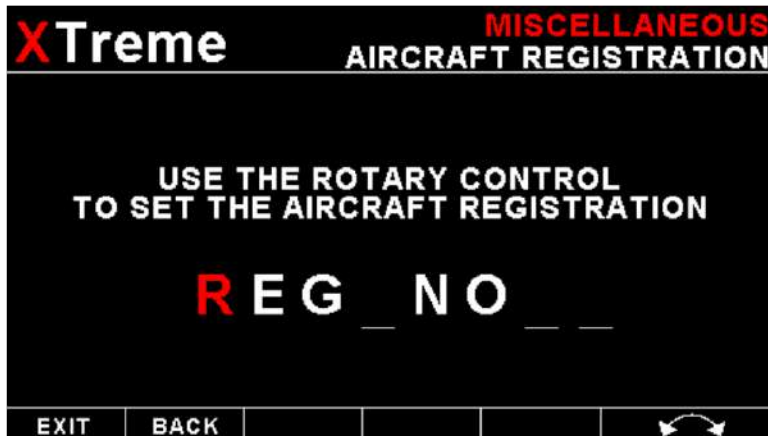 XTreme
MISCELLANEOUS
AIRCRAFT REGISTRATION
USE THE ROTARY CONTROL
TO SET THE AIRCRAFT REGISTRATION
REG_NO__
EXIT BACK